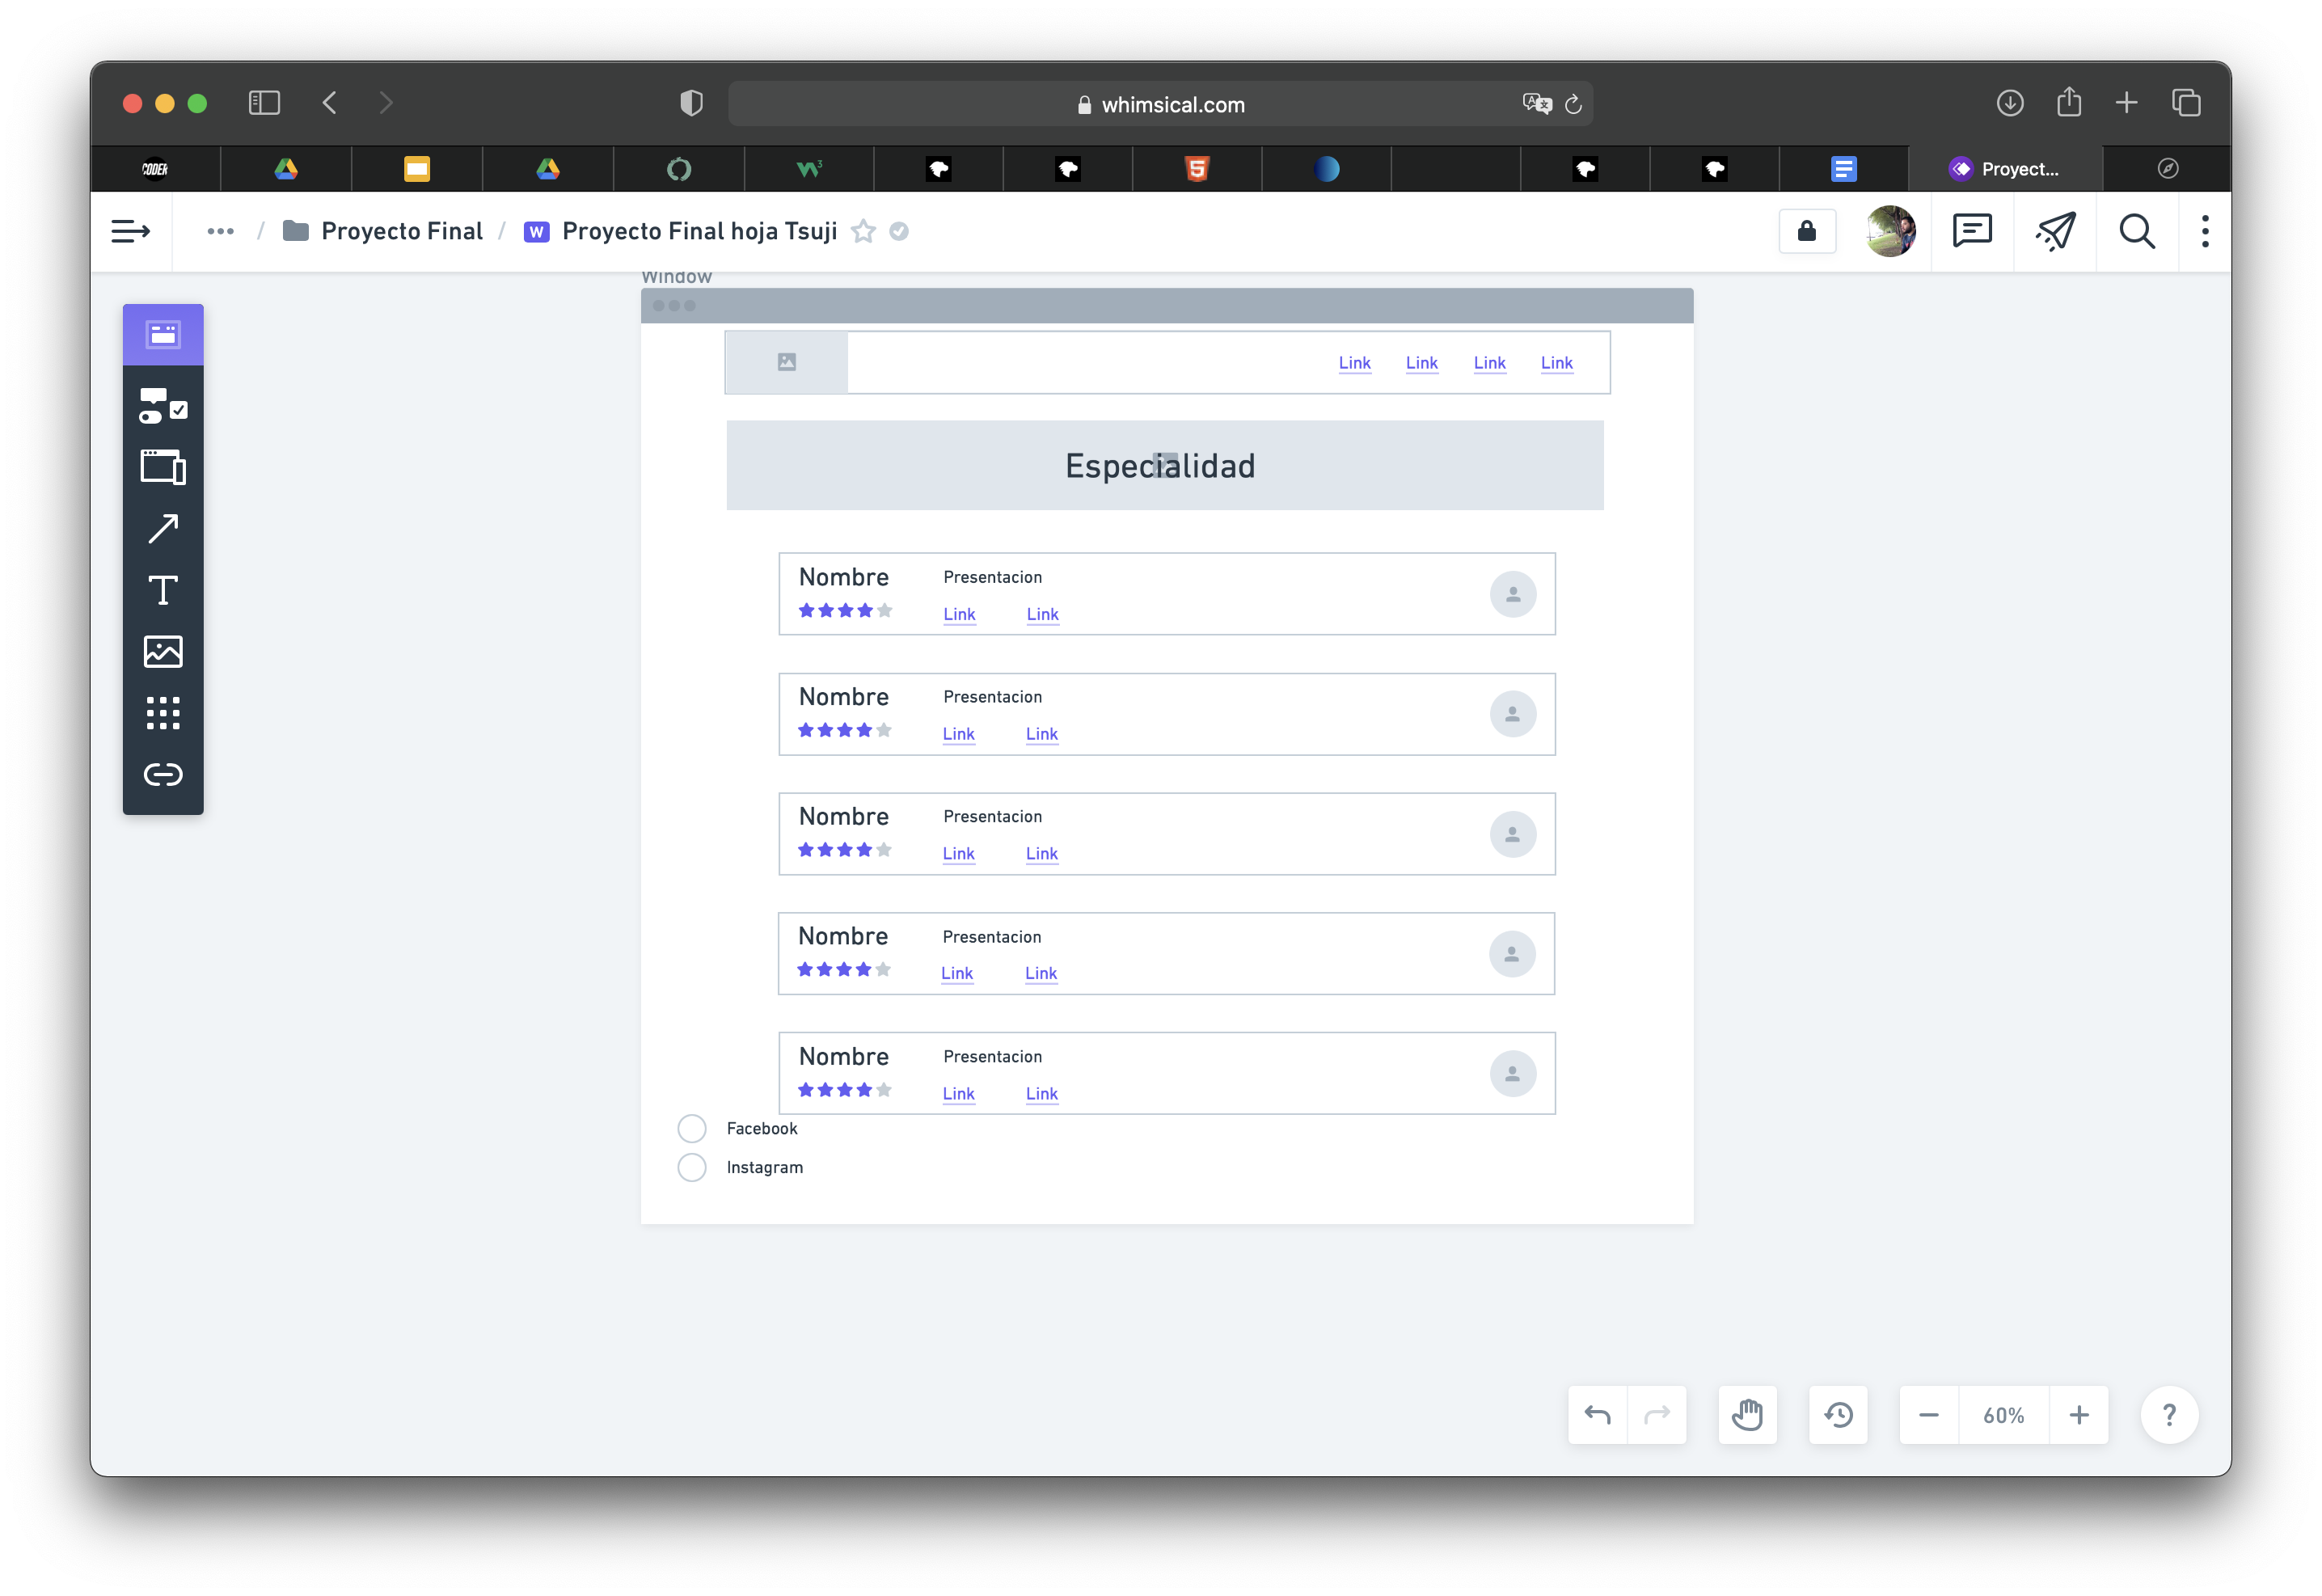 whimsical.com
CODER
W3
5
Proyect...
... / Proyecto Final / W Proyecto Final hoja Tsuji
Window
Link Link Link Link
Especialidad
Nombre Presentacion
Link Link
Nombre Presentacion
Link Link
Nombre Presentacion
Link Link
Nombre Presentacion
Link Link
Nombre Presentacion
Link Link
Facebook
Instagram
60%
?